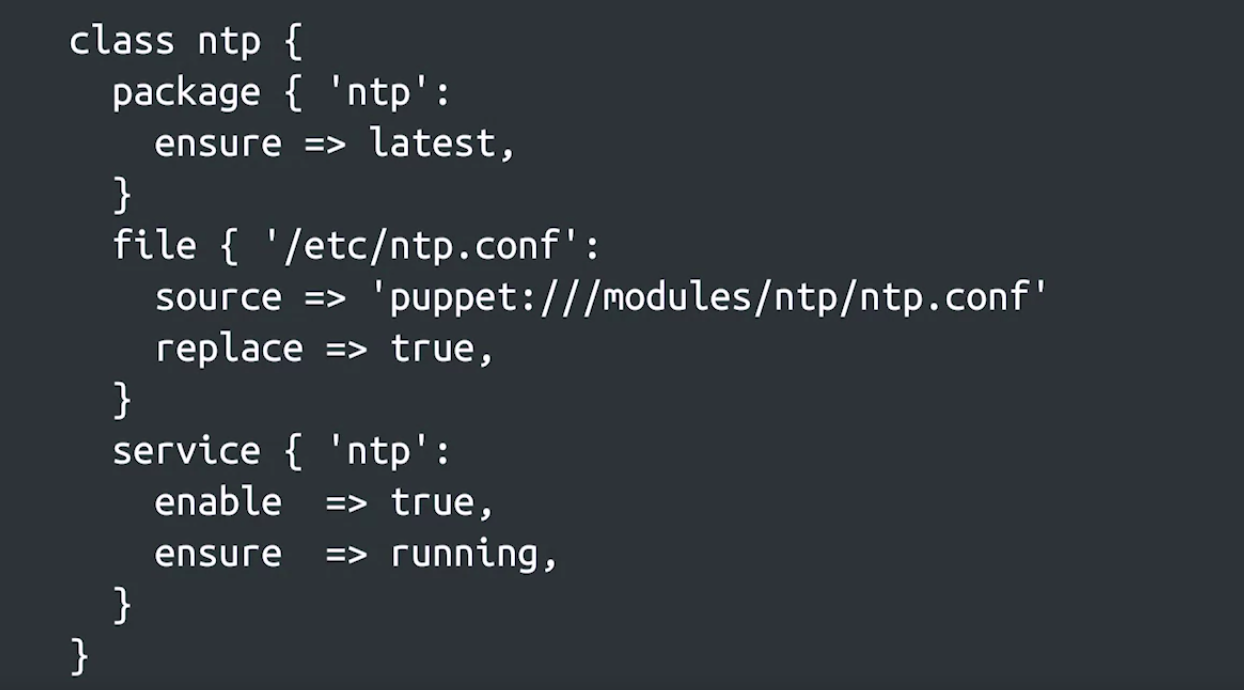 class ntp {
  package { 'ntp':
    ensure => latest,
  }
  file { '/etc/ntp.conf':
    source => 'puppet:///modules/ntp/ntp.conf'
    replace => true,
  }
  service { 'ntp':
    enable  => true,
    ensure  => running,
  }
}